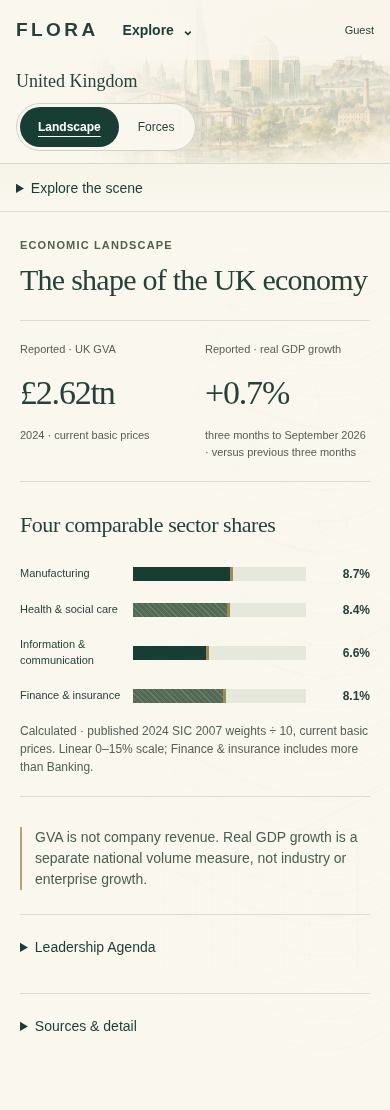 FLORA Explore Guest
United Kingdom
Landscape Forces
Explore the scene
ECONOMIC LANDSCAPE
The shape of the UK economy
Reported · UK GVA
£2.62tn
2024 · current basic prices
Reported · real GDP growth
+0.7%
three months to September 2026
· versus previous three months
Four comparable sector shares
Manufacturing 8.7%
Health & social care 8.4%
Information &
communication 6.6%
Finance & insurance 8.1%
Calculated · published 2024 SIC 2007 weights ÷ 10, current basic
prices. Linear 0–15% scale; Finance & insurance includes more
than Banking.
GVA is not company revenue. Real GDP growth is a
separate national volume measure, not industry or
enterprise growth.
Leadership Agenda
Sources & detail